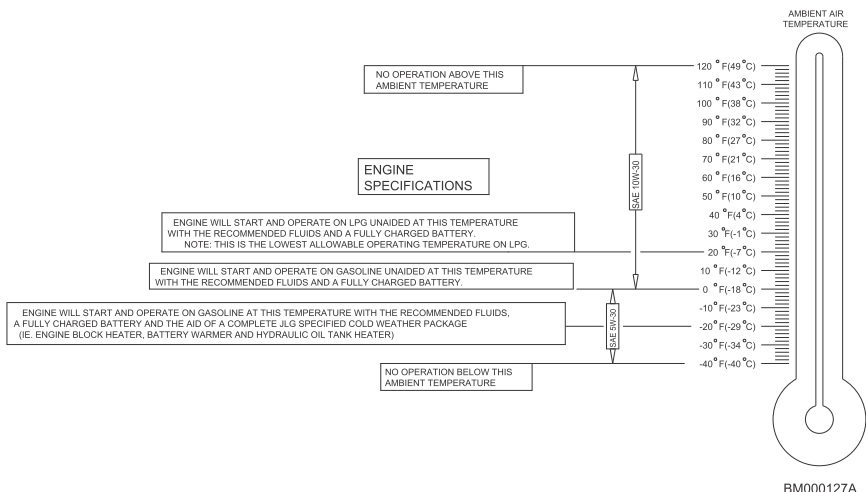 AMBIENT AIR
TEMPERATURE
120 °F(49°C)
NO OPERATION ABOVE THIS
AMBIENT TEMPERATURE
110 °F(43°C)
100 °F(38°C)
90 °F(32°C)
80 °F(27°C)
70 °F(21°C)
60 °F(16°C)
50 °F(10°C)
40 °F(4°C)
30 °F(-1°C)
20 °F(-7°C)
10 °F(-12°C)
0 °F(-18°C)
-10 °F(-23°C)
-20 °F(-29°C)
-30 °F(-34°C)
-40 °F(-40°C)
SAE 10W-30
ENGINE
SPECIFICATIONS
ENGINE WILL START AND OPERATE ON LPG UNAIDED AT THIS TEMPERATURE
WITH THE RECOMMENDED FLUIDS AND A FULLY CHARGED BATTERY.
NOTE: THIS IS THE LOWEST ALLOWABLE OPERATING TEMPERATURE ON LPG.
ENGINE WILL START AND OPERATE ON GASOLINE UNAIDED AT THIS TEMPERATURE
WITH THE RECOMMENDED FLUIDS AND A FULLY CHARGED BATTERY.
SAE 5W-30
ENGINE WILL START AND OPERATE ON GASOLINE AT THIS TEMPERATURE WITH THE RECOMMENDED FLUIDS,
A FULLY CHARGED BATTERY AND THE AID OF A COMPLETE JLG SPECIFIED COLD WEATHER PACKAGE
(IE. ENGINE BLOCK HEATER, BATTERY WARMER AND HYDRAULIC OIL TANK HEATER)
NO OPERATION BELOW THIS
AMBIENT TEMPERATURE
BM000127A